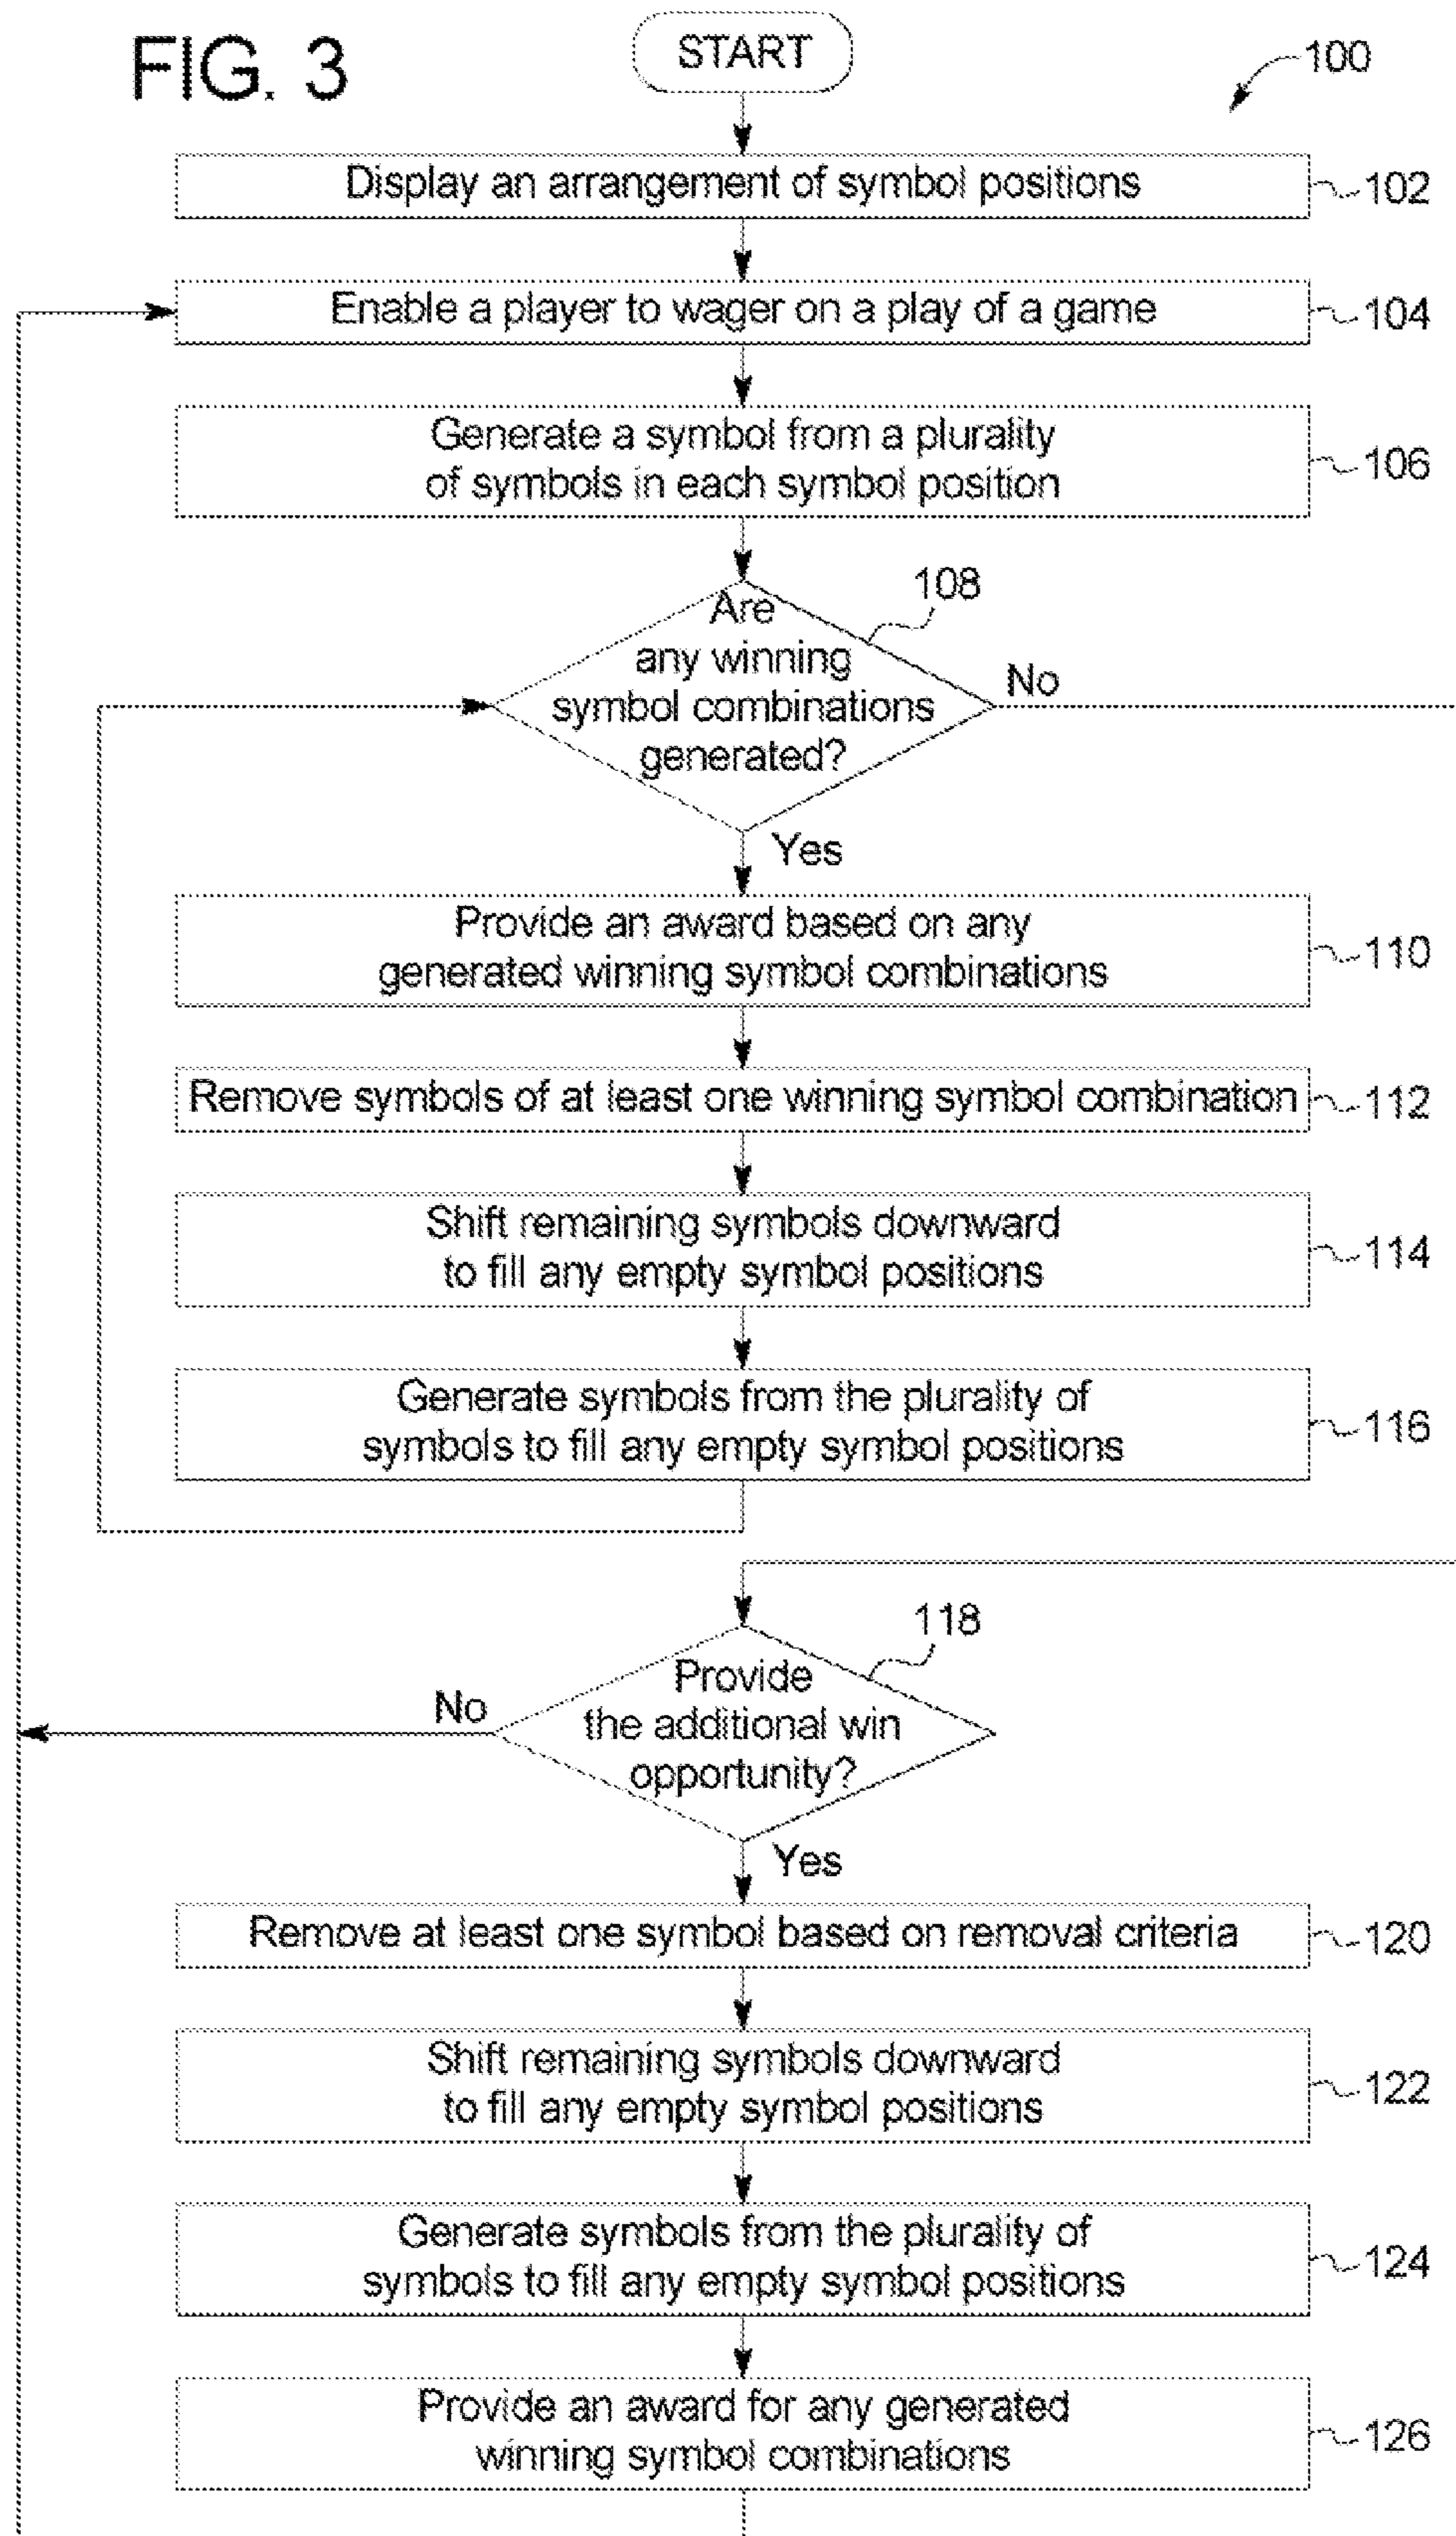 FIG. 3
START
100
Display an arrangement of symbol positions
102
Enable a player to wager on a play of a game
104
Generate a symbol from a plurality
of symbols in each symbol position
106
108
Are
any winning
symbol combinations
generated?
No
Yes
Provide an award based on any
generated winning symbol combinations
110
Remove symbols of at least one winning symbol combination
112
Shift remaining symbols downward
to fill any empty symbol positions
114
Generate symbols from the plurality of
symbols to fill any empty symbol positions
116
118
Provide
the additional win
opportunity?
No
Yes
Remove at least one symbol based on removal criteria
120
Shift remaining symbols downward
to fill any empty symbol positions
122
Generate symbols from the plurality of
symbols to fill any empty symbol positions
124
Provide an award for any generated
winning symbol combinations
126